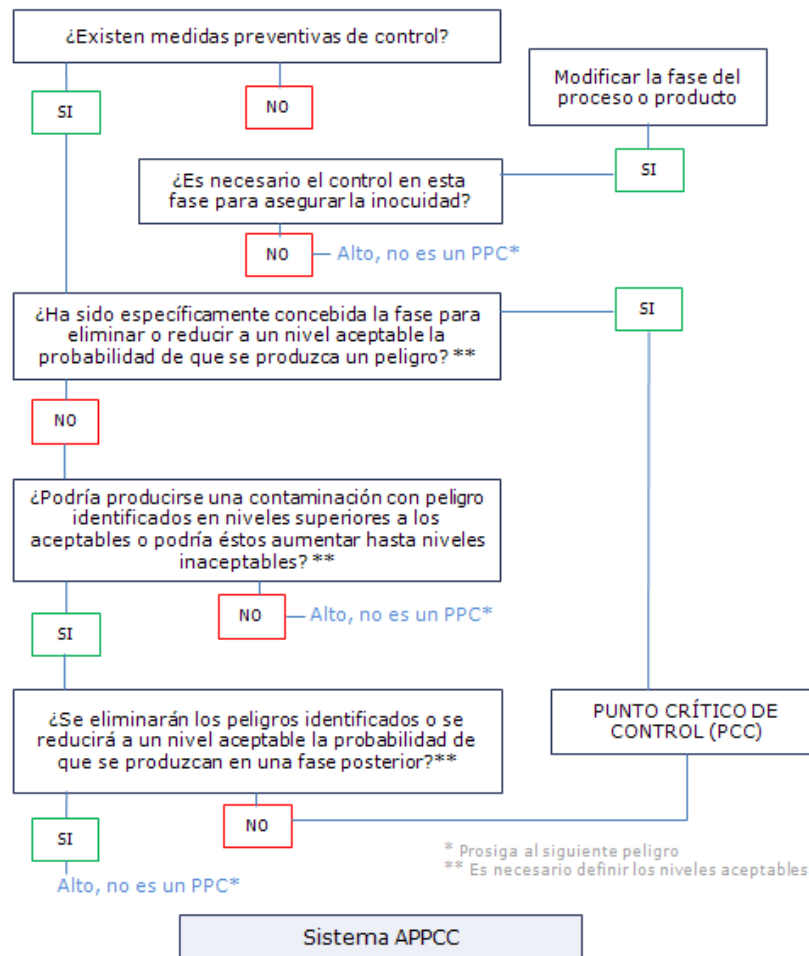 ¿Existen medidas preventivas de control?
SI
NO
Modificar la fase del
proceso o producto
¿Es necesario el control en esta
fase para asegurar la inocuidad?
SI
NO
Alto, no es un PPC*
¿Ha sido específicamente concebida la fase para
eliminar o reducir a un nivel aceptable la
probabilidad de que se produzca un peligro? **
SI
NO
¿Podría producirse una contaminación con peligro
identificados en niveles superiores a los
aceptables o podría éstos aumentar hasta niveles
inaceptables? **
NO
Alto, no es un PPC*
SI
¿Se eliminarán los peligros identificados o se
reducirá a un nivel aceptable la probabilidad de
que se produzcan en una fase posterior?**
PUNTO CRÍTICO DE
CONTROL (PCC)
SI
NO
Alto, no es un PPC*
* Prosiga al siguiente peligro
** Es necesario definir los niveles aceptables
Sistema APPCC